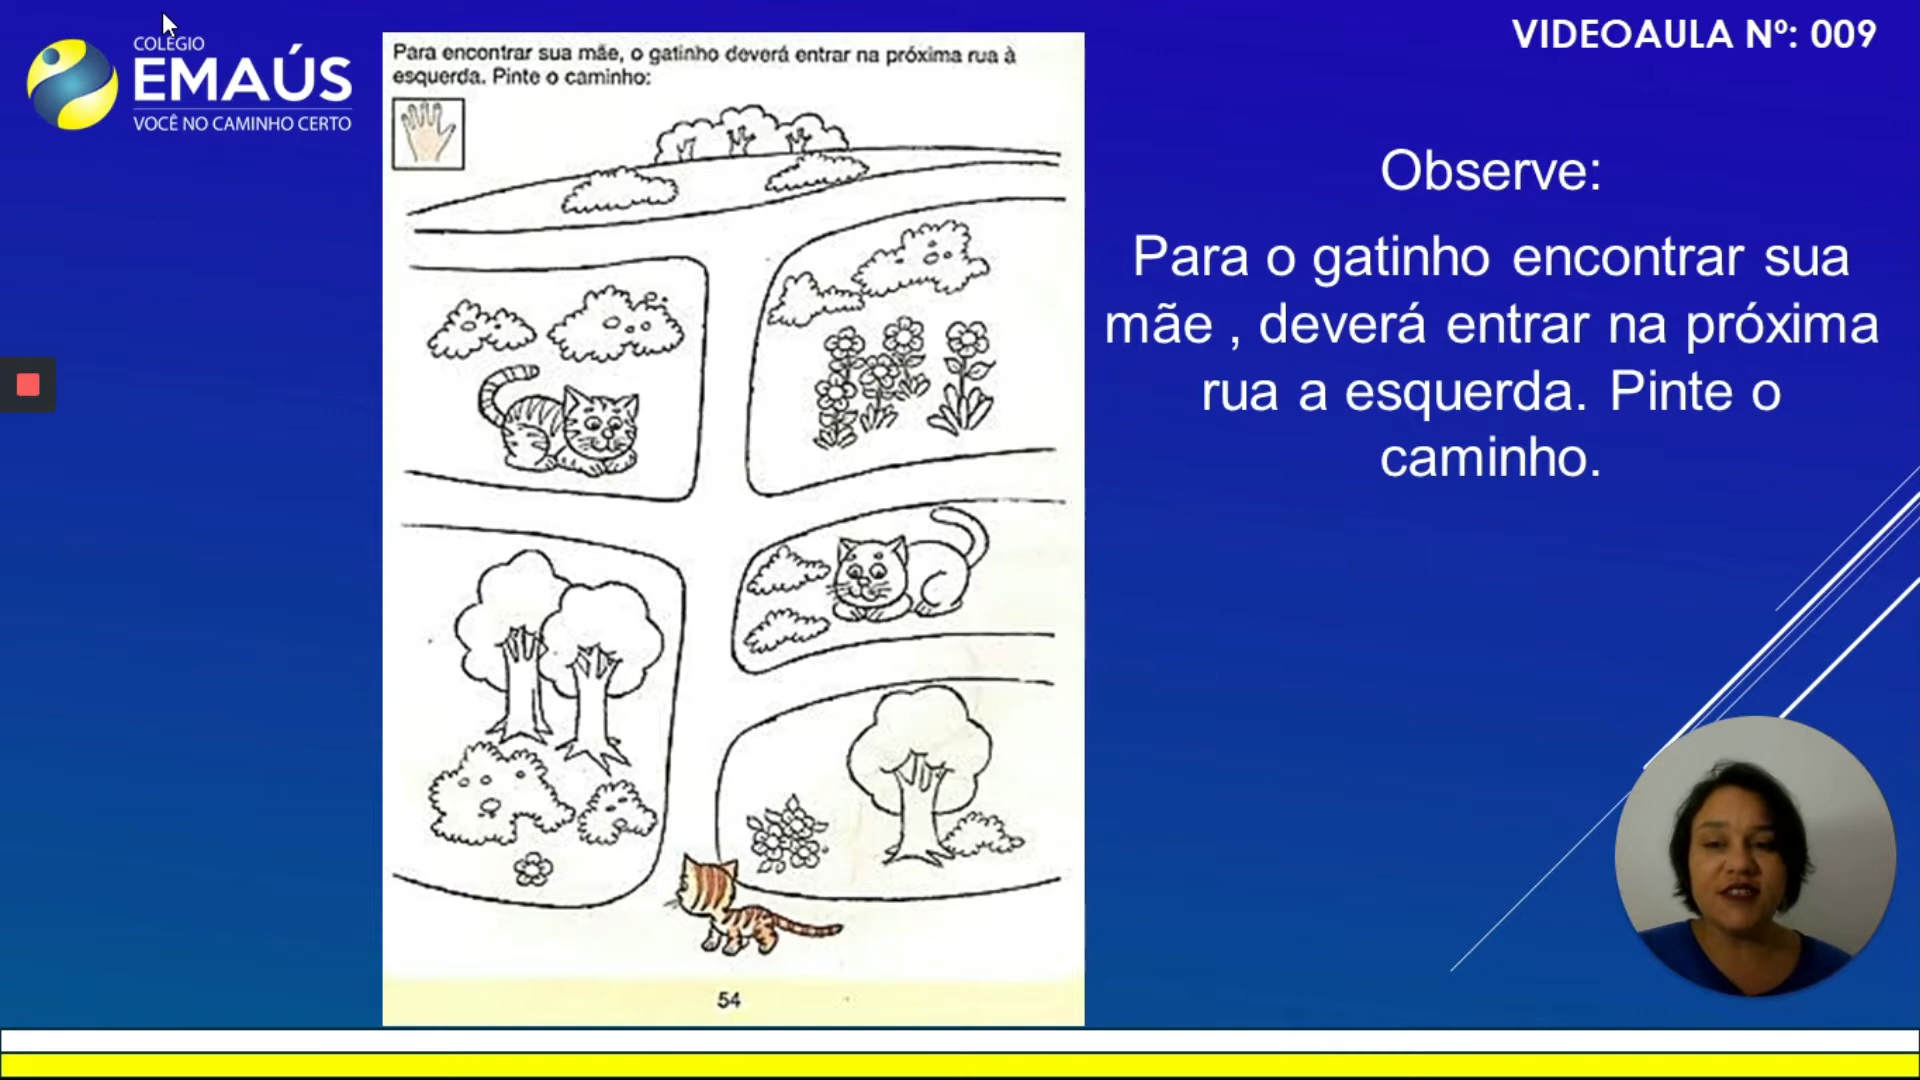 COLÉGIO
EMAÚS
VOCÊ NO CAMINHO CERTO
Para encontrar sua mãe, o gatinho deverá entrar na próxima rua à
esquerda. Pinte o caminho:
54
VIDEOAULA Nº: 009
Observe:
Para o gatinho encontrar sua
mãe , deverá entrar na próxima
rua a esquerda. Pinte o
caminho.